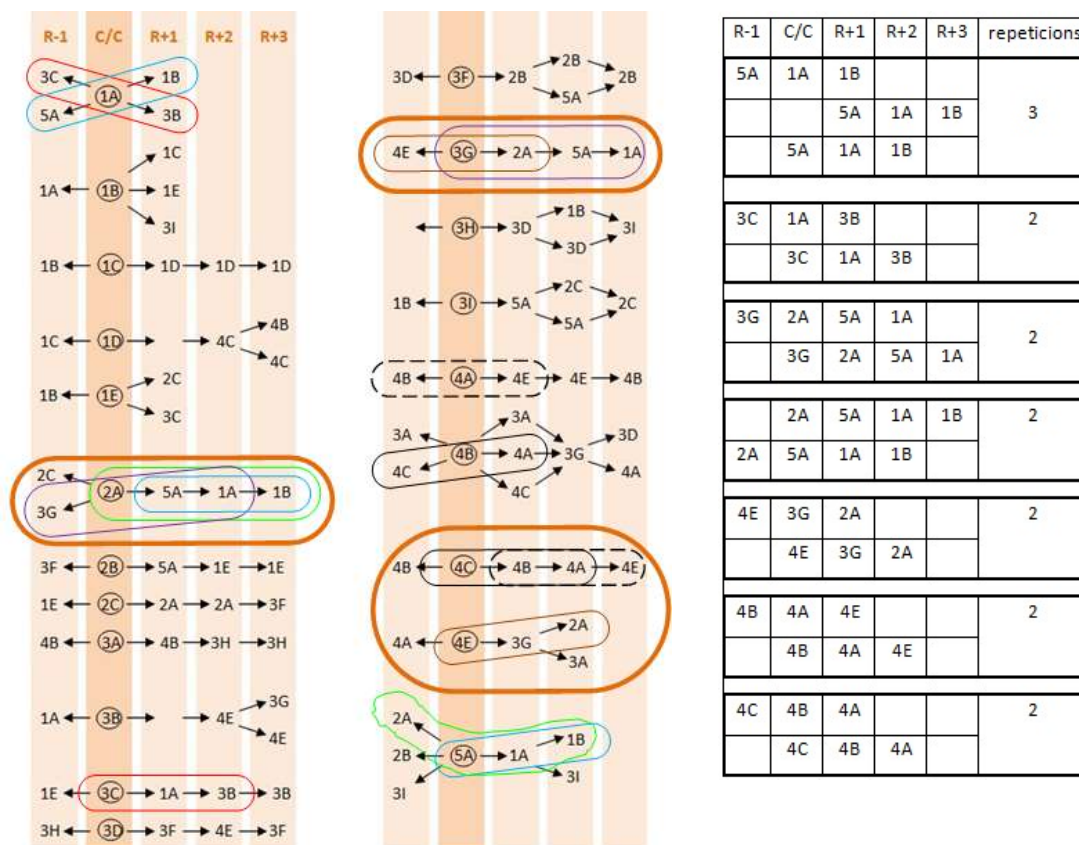 R-1 C/C R+1 R+2 R+3
3C 1B
1A
5A 3B
1C
1A 1B 1E
3I
1B 1C 1D 1D 1D
4B
1C 1D 4C
4C
2C
1B 1E
3C
2C
2A 5A 1A 1B
3G
3F 2B 5A 1E 1E
1E 2C 2A 2A 3F
4B 3A 4B 3H 3H
3G
1A 3B 4E
4E
1E 3C 1A 3B 3B
3H 3D 3F 4E 3F
2B
3D 3F 2B 2B
5A
4E 3G 2A 5A 1A
1B
3H 3D 3I
3D
2C
1B 3I 5A 2C
5A
4B 4A 4E 4E 4B
3A
3A 3D
4B 4A 3G
4C 4A
4C
4B 4C 4B 4A 4E
2A
4A 4E 3G
3A
2A 1B
2B 5A 1A
3I 3I
R-1 C/C R+1 R+2 R+3 repeticions
5A 1A 1B
5A 1A 1B 3
5A 1A 1B
3C 1A 3B 2
3C 1A 3B
3G 2A 5A 1A 2
3G 2A 5A 1A
2A 5A 1A 1B 2
2A 5A 1A 1B
4E 3G 2A 2
4E 3G 2A
4B 4A 4E 2
4B 4A 4E
4C 4B 4A 2
4C 4B 4A